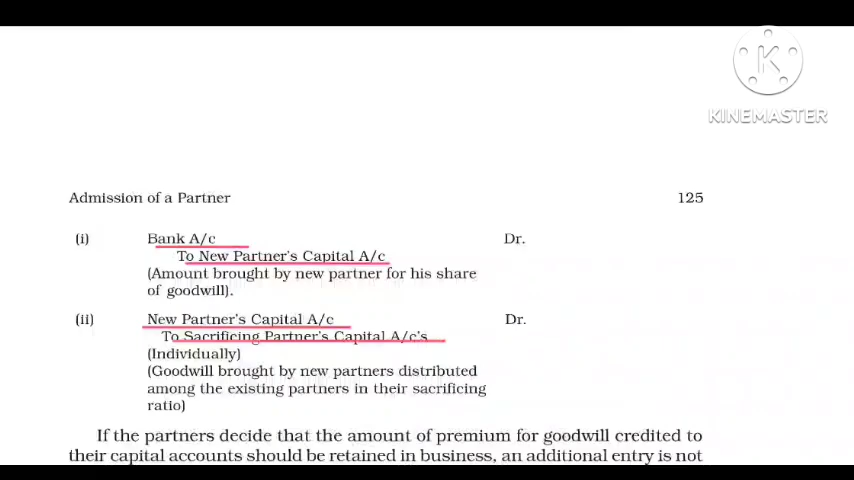 KINEMASTER
Admission of a Partner 125
(i) Bank A/c Dr.
To New Partner's Capital A/c
(Amount brought by new partner for his share
of goodwill).
(ii) New Partner's Capital A/c Dr.
To Sacrificing Partner's Capital A/c's
(Individually)
(Goodwill brought by new partners distributed
among the existing partners in their sacrificing
ratio)
If the partners decide that the amount of premium for goodwill credited to
their capital accounts should be retained in business, an additional entry is not